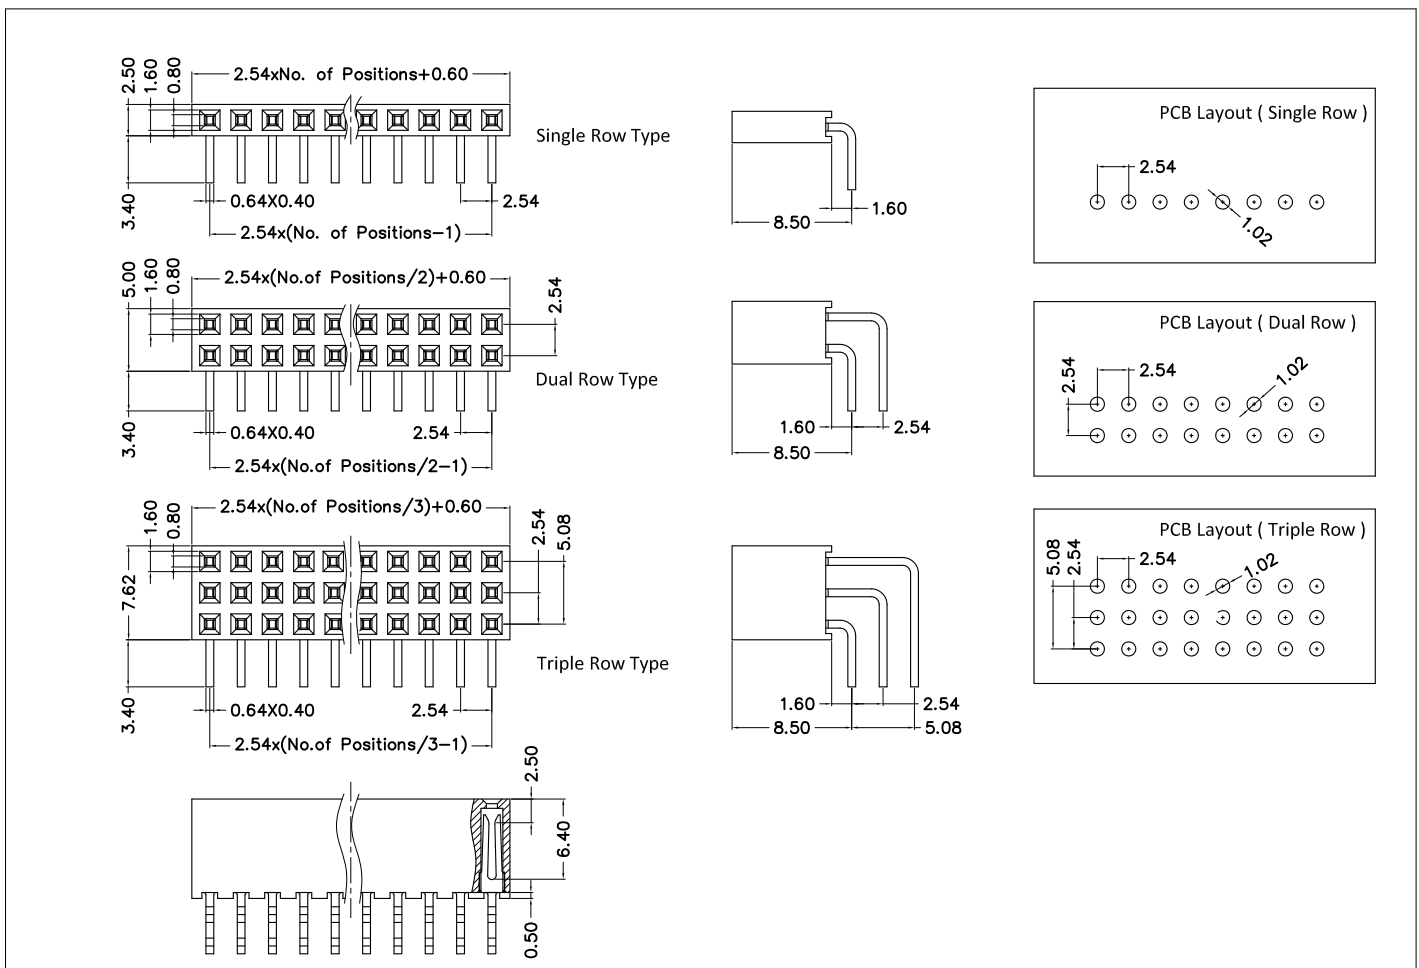 2.50
1.60
0.80
2.54xNo. of Positions+0.60
Single Row Type
3.40
0.64X0.40
2.54
2.54x(No. of Positions-1)
8.50
1.60
PCB Layout ( Single Row )
2.54
1.02
5.00
1.60
0.80
2.54x(No.of Positions/2)+0.60
2.54
Dual Row Type
3.40
0.64X0.40
2.54
2.54x(No.of Positions/2-1)
1.60
2.54
8.50
PCB Layout ( Dual Row )
2.54
2.54
1.02
1.60
0.80
2.54x(No.of Positions/3)+0.60
2.54
5.08
7.62
Triple Row Type
3.40
0.64X0.40
2.54
2.54x(No.of Positions/3-1)
1.60
2.54
8.50
5.08
PCB Layout ( Triple Row )
5.08
2.54
2.54
1.02
2.50
6.40
0.50